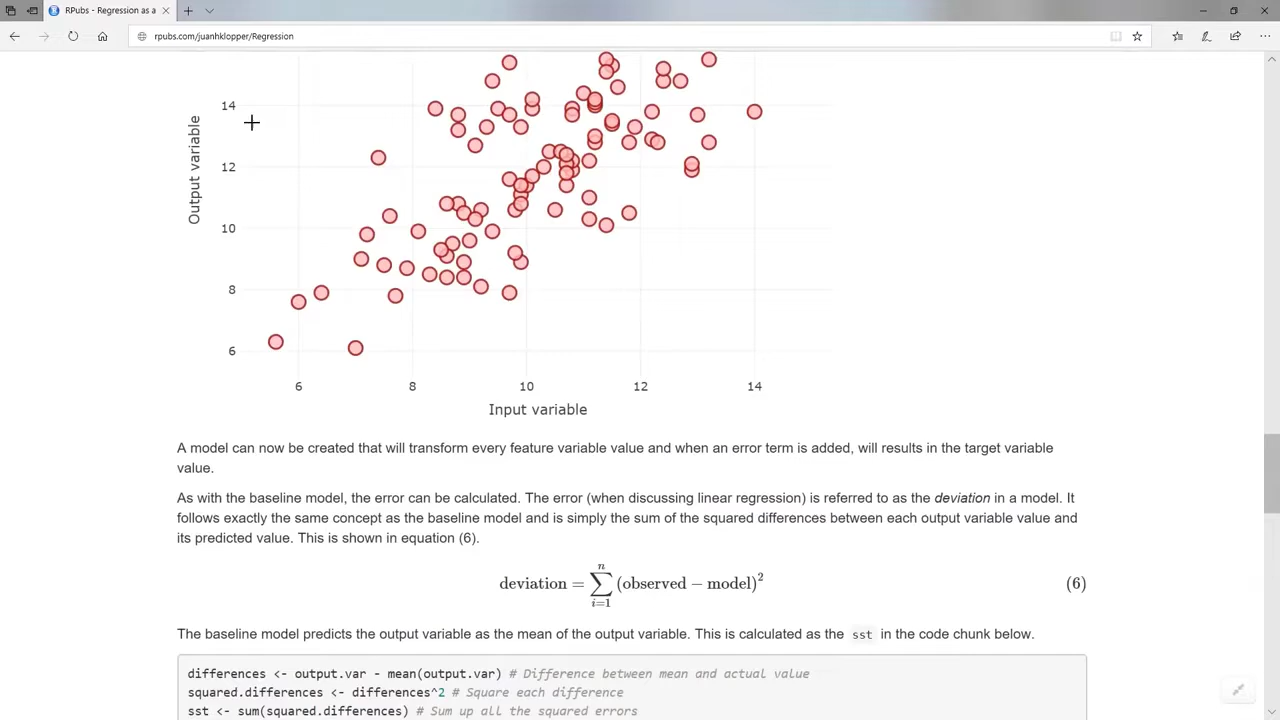 RPubs - Regression as a
rpubs.com/juanhklopper/Regression
14
12
10
8
6
Output variable
6 8 10 12 14
Input variable
A model can now be created that will transform every feature variable value and when an error term is added, will results in the target variable
value.
As with the baseline model, the error can be calculated. The error (when discussing linear regression) is referred to as the deviation in a model. It
follows exactly the same concept as the baseline model and is simply the sum of the squared differences between each output variable value and
its predicted value. This is shown in equation (6).
deviation = ∑ⁿᵢ₌₁ (observed − model)² (6)
The baseline model predicts the output variable as the mean of the output variable. This is calculated as the sst in the code chunk below.
differences <- output.var - mean(output.var) # Difference between mean and actual value
squared.differences <- differences^2 # Square each difference
sst <- sum(squared.differences) # Sum up all the squared errors